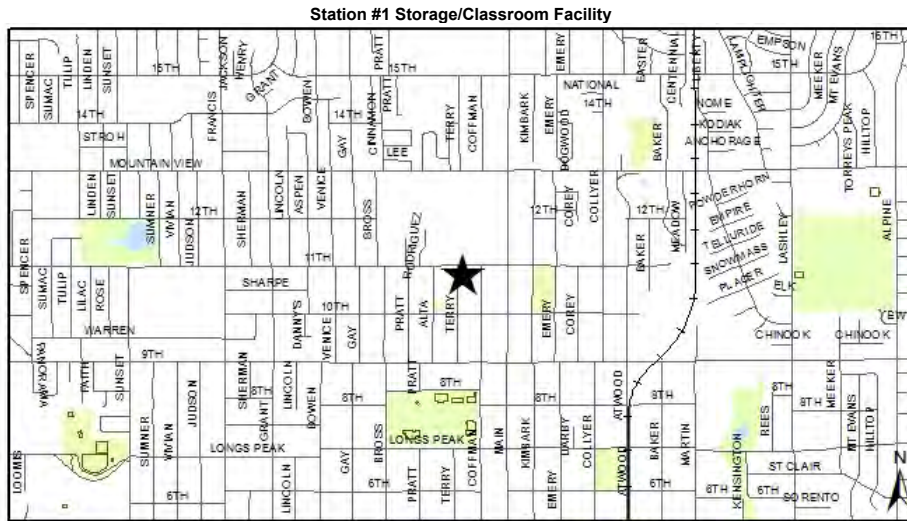 Station #1 Storage/Classroom Facility
SPENCER
SUMAC
TULIP
LINDEN
SUNSET
FRANCIS
JACKSON
HENRY
GRANT
BOWEN
PRATT
15TH
15TH
14TH
14TH
GAY
CINNAMON
PRATT
LEE
TERRY
COFFMAN
KIMBARK
EMERY
EMERY
NATIONAL
14TH
DOGWOOD
EASTER
CENTENNIAL
BAKER
LIBERTY
LAMPLIGHTER
EMPSON
15TH
15TH
MEEKER
MT EVANS
NOME
KODIAK
ANCHORAGE
TORREYS PEAK
HILLTOP
STROH
MOUNTAIN VIEW
LINDEN
SUNSET
SUMNER
VIVIAN
JUDSON
12TH
SHERMAN
LINCOLN
ASPEN
VENICE
BROSS
11TH
RODRIGUEZ
12TH
COREY
COLLYER
12TH
BAKER
MEADOW
POWDERHORN
EMPIRE
TELLURIDE
SNOWMASS
PLACER
LASHLEY
ELK
ALPINE
YEW
SPENCER
SUMAC
TULIP
LILAC
ROSE
SHARPE
10TH
DANNY'S
VENICE
GAY
PRATT
ALTA
TERRY
EMERY
COREY
CHINOOK
CHINOOK
WARREN
9TH
PANORAMA
FAITH
SUNSET
SUMNER
VIVIAN
JUDSON
SHERMAN
8TH
GRANT
LINCOLN
BOWEN
8TH
PRATT
8TH
8TH
ATWOOD
8TH
REES
8TH
8TH
MEEKER
MT EVANS
HILLTOP
LOOMIS
LONGS PEAK
GAY
BROSS
LONGS PEAK
COFFMAN
MAIN
KIMBARK
DARBY
COLLYER
BAKER
MARTIN
KENSINGTON
ST CLAIR
6TH
LINCOLN
6TH
PRATT
TERRY
EMERY
6TH
ATWOOD
6TH
6TH
SORENTO
N